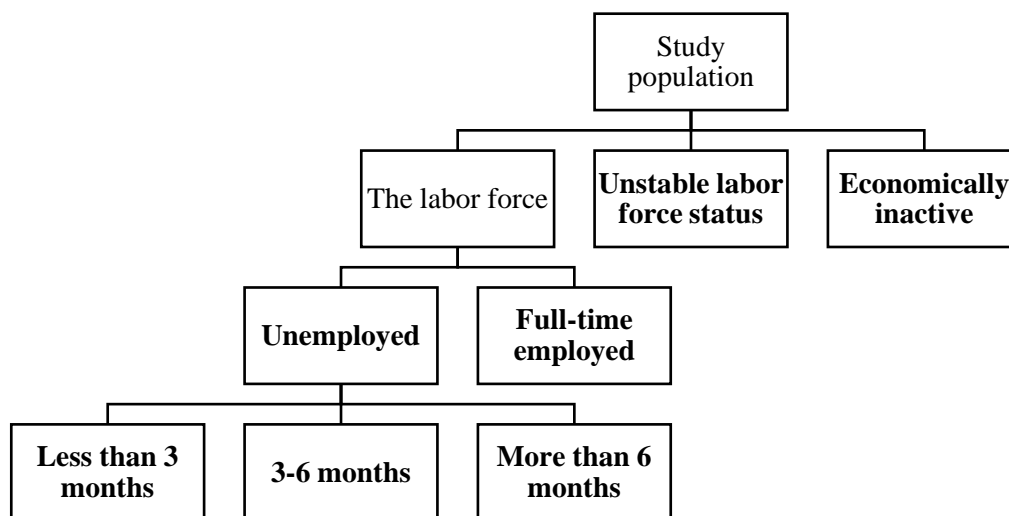 Study
population
The labor force
Unstable labor
force status
Economically
inactive
Unemployed
Full-time
employed
Less than 3
months
3-6 months
More than 6
months